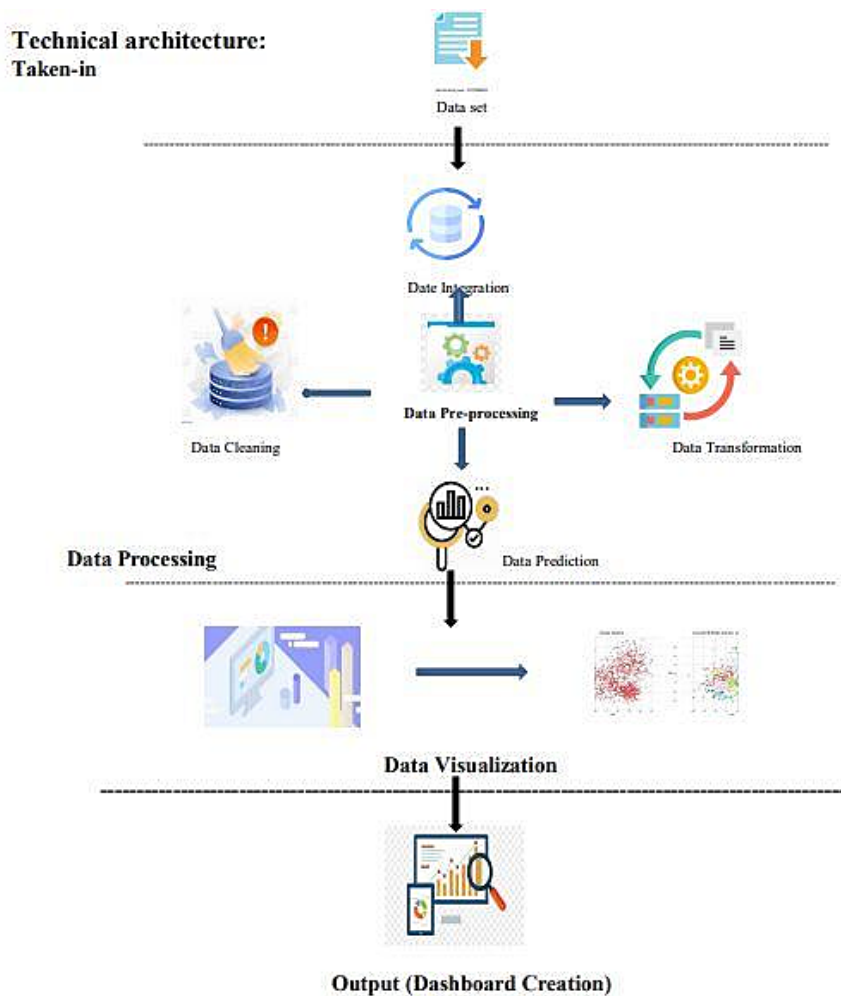 Technical architecture:
Taken-in
Data set
Date Integration
Data Pre-processing
Data Cleaning
Data Transformation
Data Prediction
Data Processing
Data Visualization
Output (Dashboard Creation)